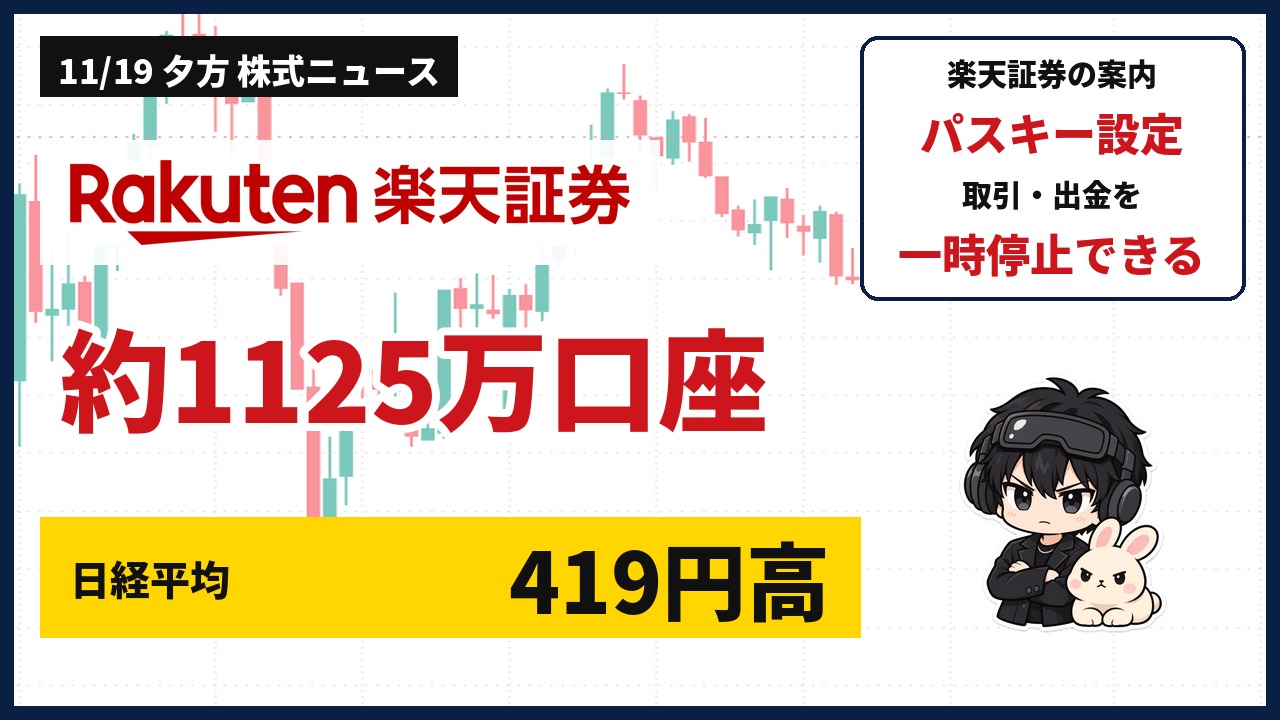 11/19 夕方 株式ニュース
Rakuten 楽天証券
約1125万口座
日経平均
419円高
楽天証券の案内
パスキー設定
取引・出金を
一時停止できる